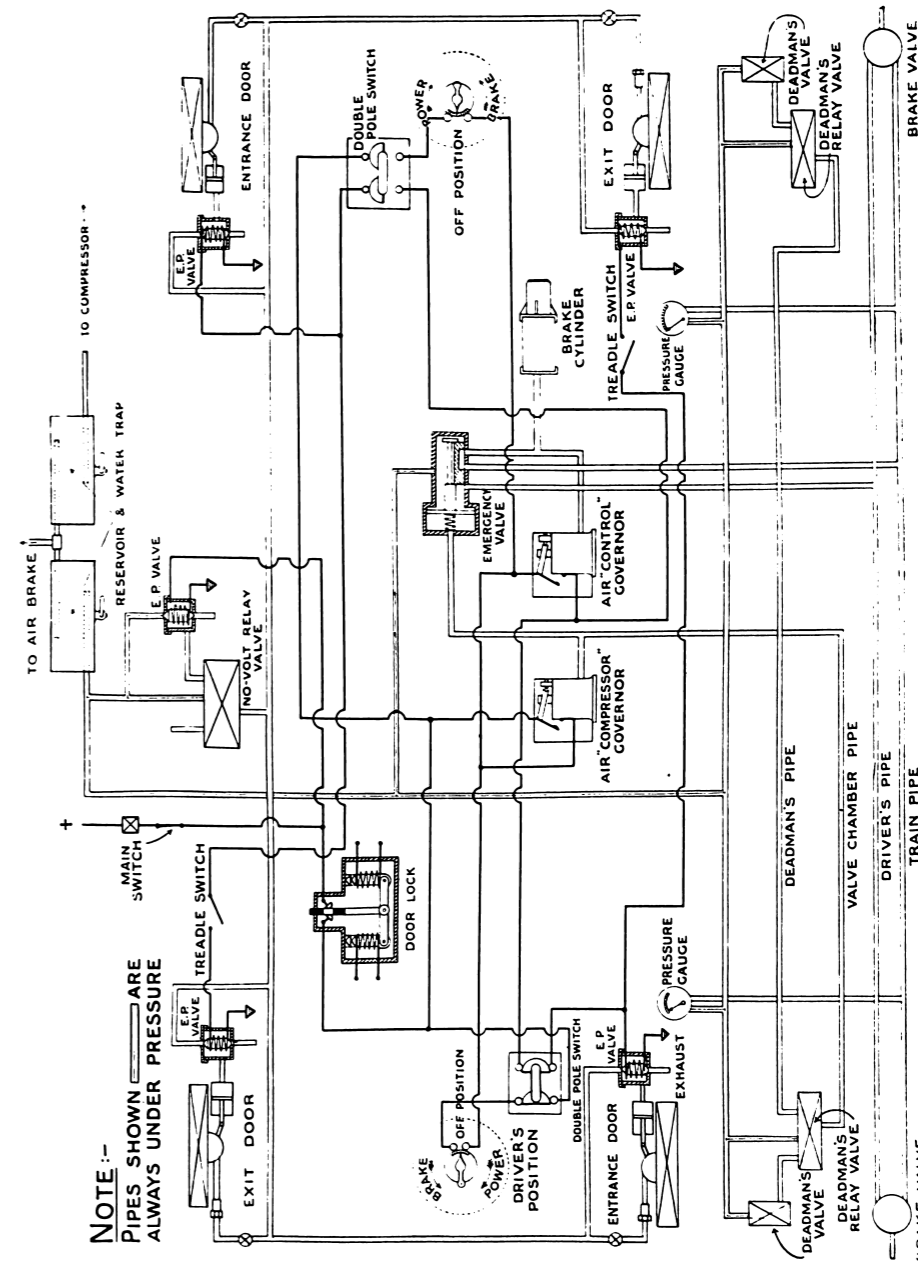 NOTE :-
PIPES SHOWN ARE
ALWAYS UNDER PRESSURE
TO AIR BRAKE
TO COMPRESSOR
RESERVOIR & WATER TRAP
+
MAIN
SWITCH
E.P. VALVE
NO-VOLT RELAY
VALVE
E.P.
VALVE
TREADLE SWITCH
EXIT DOOR
E.P.
VALVE
ENTRANCE DOOR
DOOR LOCK
DOUBLE
POLE SWITCH
POWER
BRAKE
OFF POSITION
BRAKE
POWER
OFF POSITION
DRIVER'S
POSITION
DOUBLE POLE SWITCH
AIR "COMPRESSOR"
GOVERNOR
AIR "CONTROL"
GOVERNOR
EMERGENCY
VALVE
BRAKE
CYLINDER
TREADLE SWITCH
E.P. VALVE
EXIT DOOR
ENTRANCE DOOR
E.P.
VALVE
EXHAUST
PRESSURE
GAUGE
PRESSURE
GAUGE
DEADMAN'S
VALVE
DEADMAN'S
RELAY VALVE
DEADMAN'S
VALVE
DEADMAN'S
RELAY VALVE
DEADMAN'S PIPE
VALVE CHAMBER PIPE
DRIVER'S PIPE
TRAIN PIPE
BRAKE VALVE